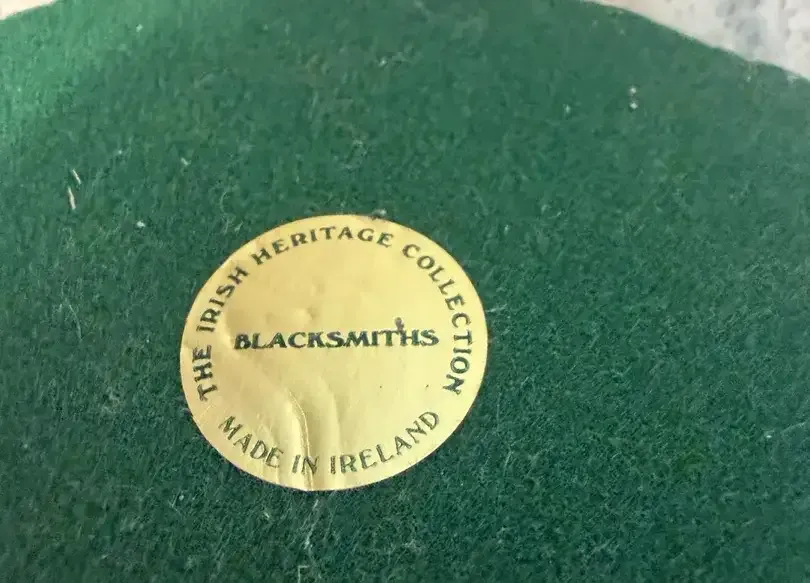 THE IRISH HERITAGE COLLECTION
BLACKSMITHS
MADE IN IRELAND